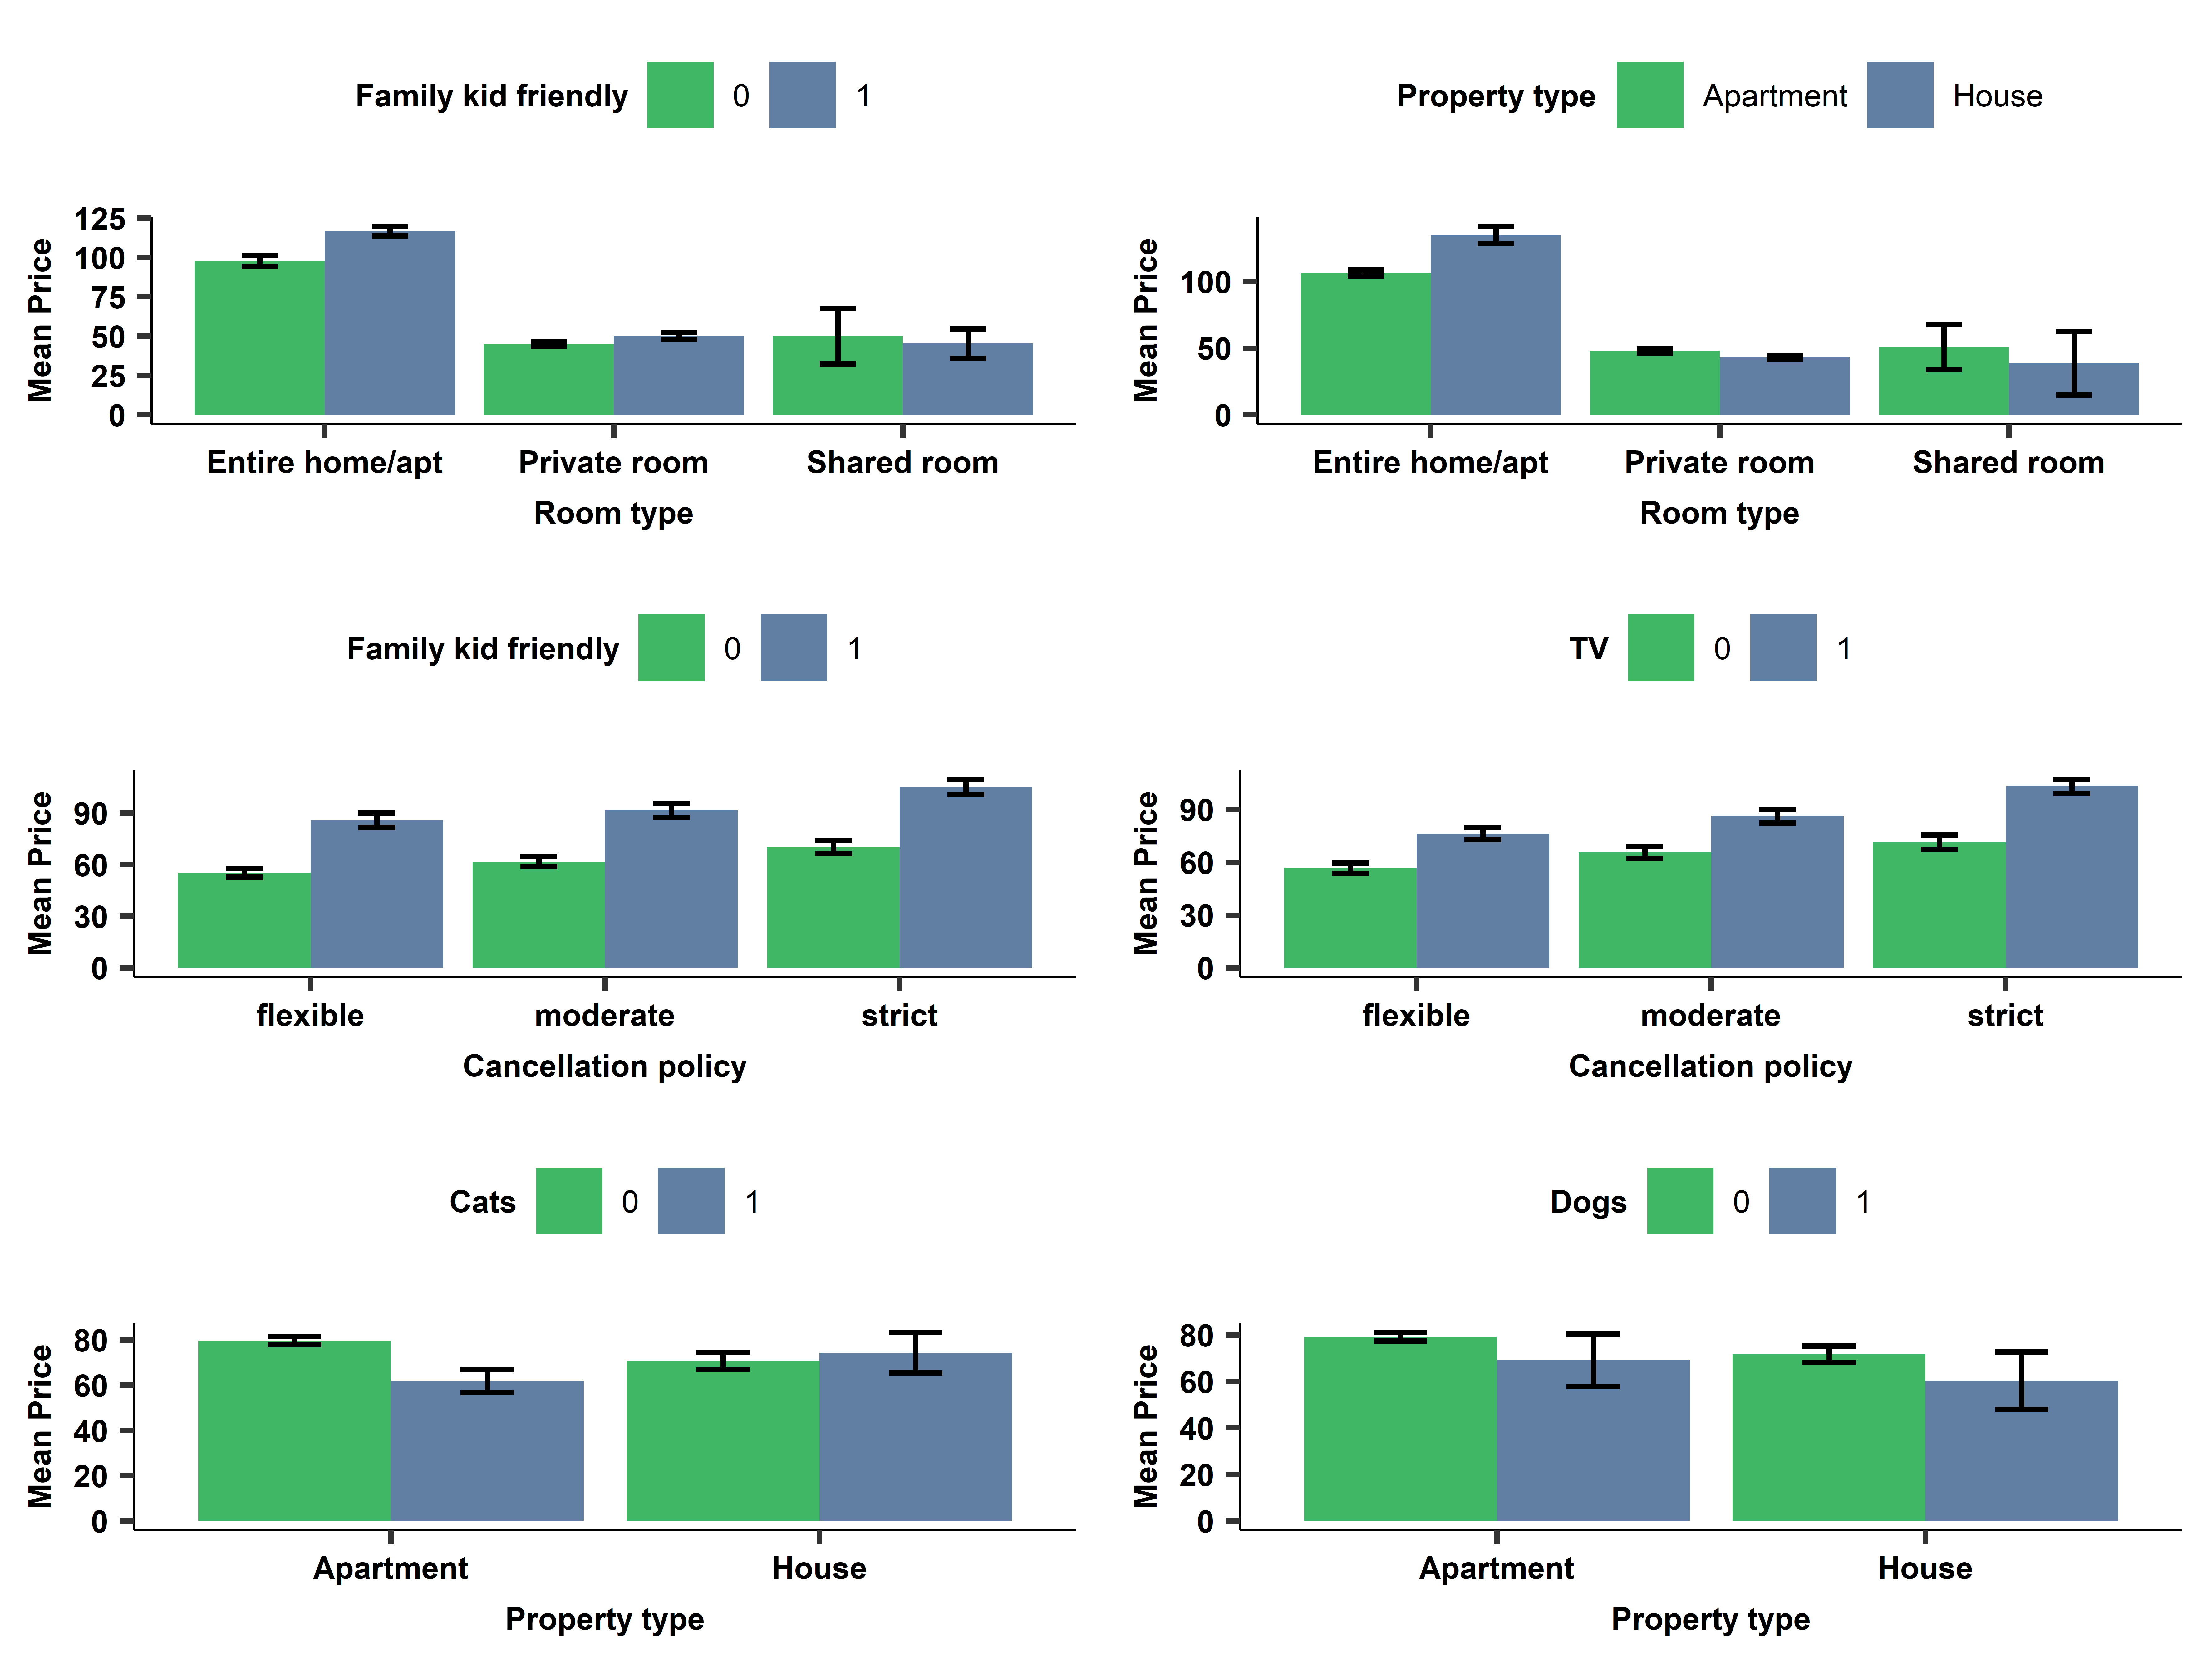 Family kid friendly 0 1
125
100
75
50
25
0
Mean Price
Entire home/apt Private room Shared room
Room type
Property type Apartment House
100
50
0
Mean Price
Entire home/apt Private room Shared room
Room type
Family kid friendly 0 1
90
60
30
0
Mean Price
flexible moderate strict
Cancellation policy
TV 0 1
90
60
30
0
Mean Price
flexible moderate strict
Cancellation policy
Cats 0 1
80
60
40
20
0
Mean Price
Apartment House
Property type
Dogs 0 1
80
60
40
20
0
Mean Price
Apartment House
Property type